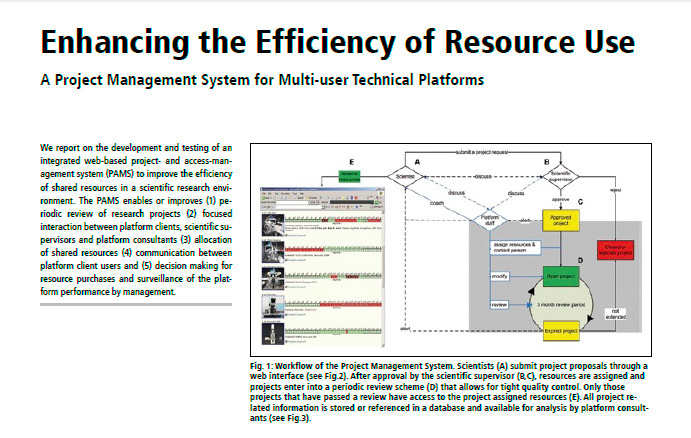 Enhancing the Efficiency of Resource Use
A Project Management System for Multi-user Technical Platforms
We report on the development and testing of an
integrated web-based project- and access-man-
agement system (PAMS) to improve the efficiency
of shared resources in a scientific research envi-
ronment. The PAMS enables or improves (1) pe-
riodic review of research projects (2) focused
interaction between platform clients, scientific su-
pervisors and platform consultants (3) allocation
of shared resources (4) communication between
platform client users and (5) decision making for
resource purchases and surveillance of the plat-
form performance by management.
submit a project request
E
A
B
Scientist
discuss
Scientific
supervisor
discuss
discuss
coach
reject
approve
C
Platform
staff
alert
Approved
project
assign resources &
contact person
D
modify
Open project
review
3 month review period
not
extended
alert
Expired project
Fig. 1: Workflow of the Project Management System. Scientists (A) submit project proposals through a
web interface (see Fig.2). After approval by the scientific supervisor (B,C), resources are assigned and
projects enter into a periodic review scheme (D) that allows for tight quality control. Only those
projects that have passed a review have access to the project assigned resources (E). All project re-
lated information is stored or referenced in a database and available for analysis by platform consult-
ants (see Fig.3).